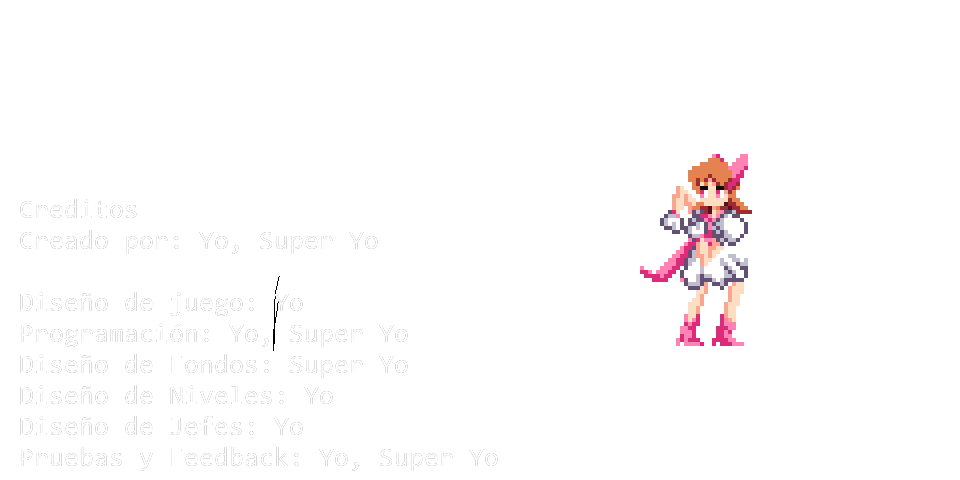 Creditos
Creado por: Yo, Super Yo
Diseño de juego: Yo
Programación: Yo, Super Yo
Diseño de Fondos: Super Yo
Diseño de Niveles: Yo
Diseño de Jefes: Yo
Pruebas y Feedback: Yo, Super Yo